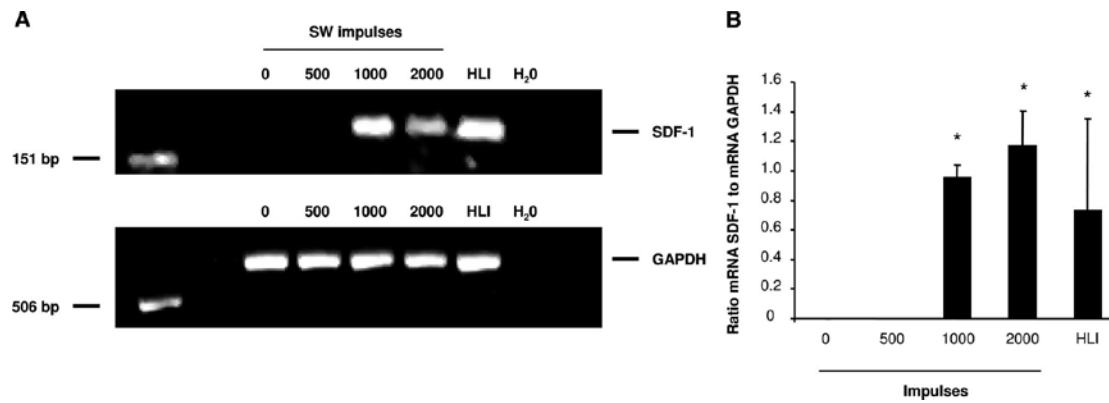 A
SW impulses
0 500 1000 2000 HLI H₂0
SDF-1
151 bp
0 500 1000 2000 HLI H₂0
GAPDH
506 bp
B
Ratio mRNA SDF-1 to mRNA GAPDH
1.6
1.4
1.2
1.0
0.8
0.6
0.4
0.2
0
* * *
0 500 1000 2000 HLI
Impulses